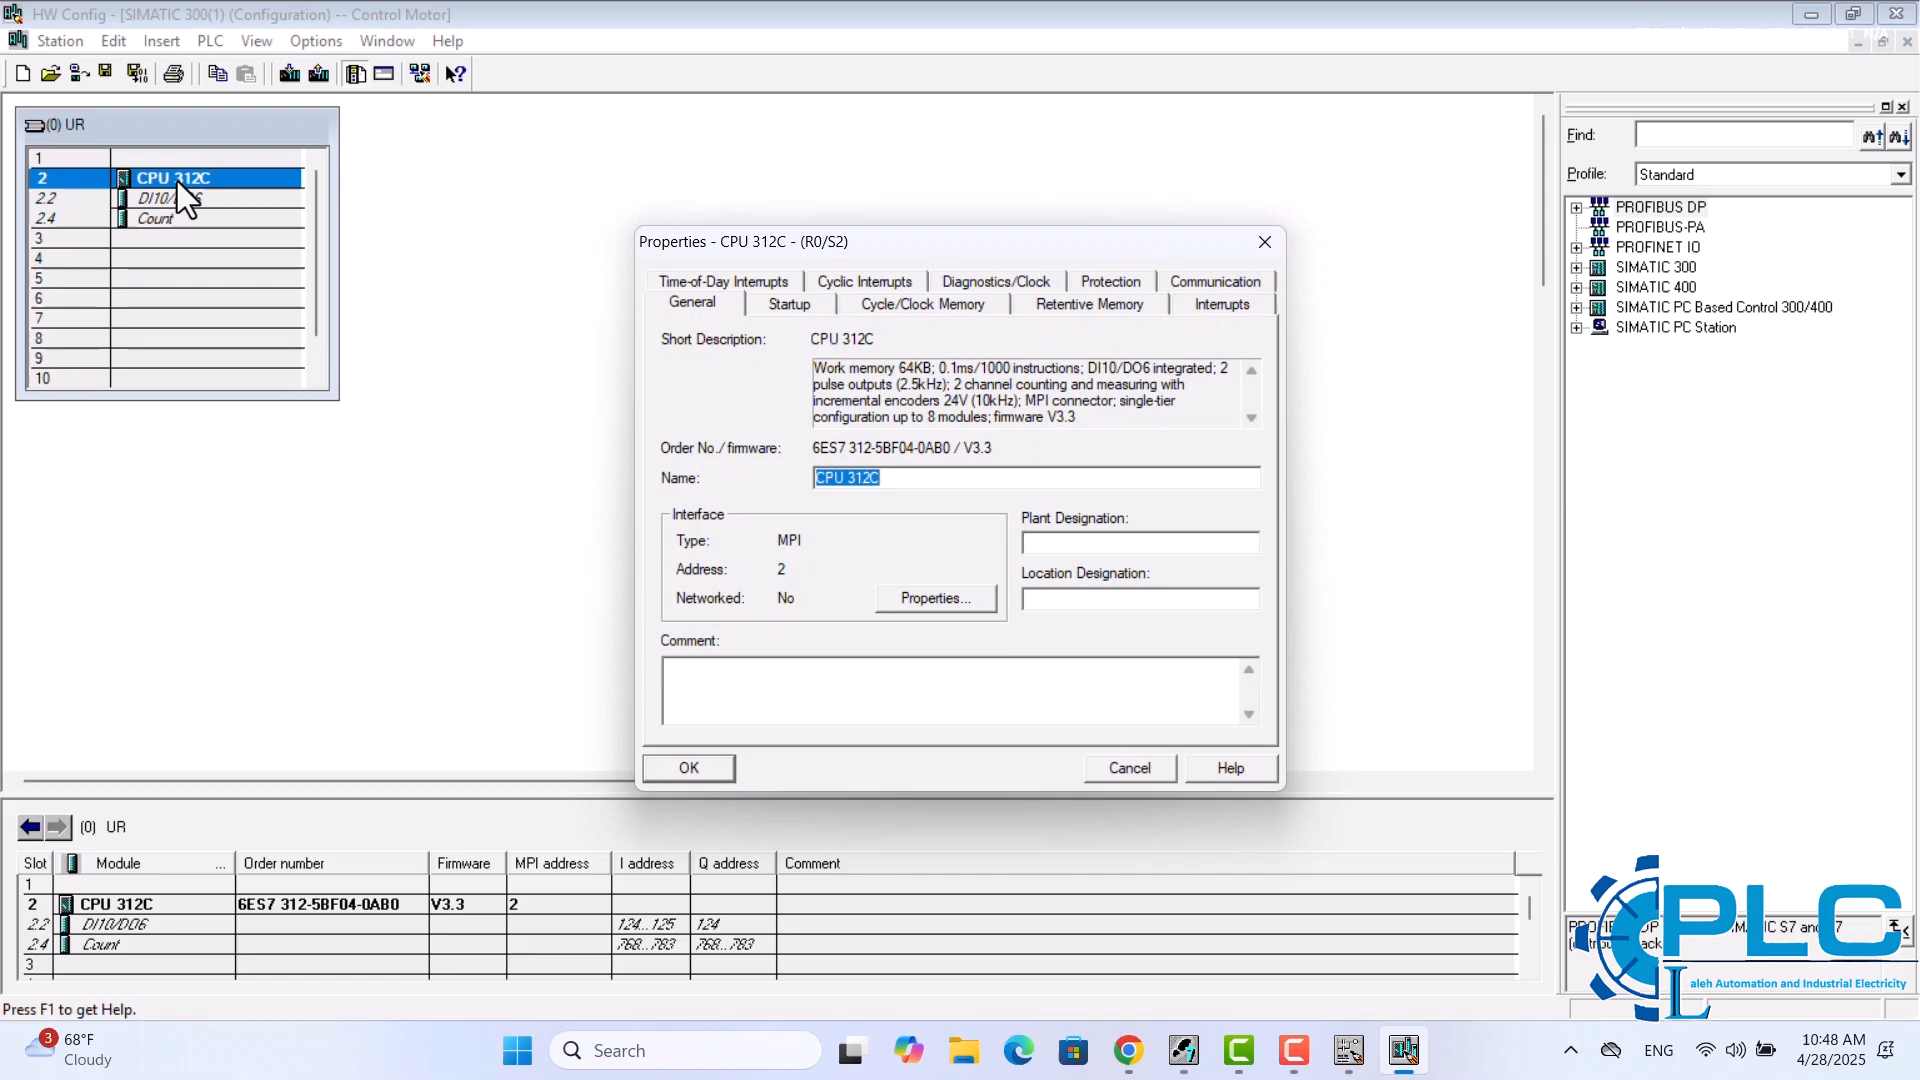 HW Config - [SIMATIC 300(1) (Configuration) -- Control Motor]
Station Edit Insert PLC View Options Window Help
(0) UR
1
2 CPU 312C
2.2 DI10/
2.4 Count
3
4
5
6
7
8
9
10
Find:
Profile: Standard
PROFIBUS DP
PROFIBUS-PA
PROFINET IO
SIMATIC 300
SIMATIC 400
SIMATIC PC Based Control 300/400
SIMATIC PC Station
Properties - CPU 312C - (R0/S2)
Time-of-Day Interrupts Cyclic Interrupts Diagnostics/Clock Protection Communication
General Startup Cycle/Clock Memory Retentive Memory Interrupts
Short Description: CPU 312C
Work memory 64KB; 0.1ms/1000 instructions; DI10/DO6 integrated; 2
pulse outputs (2.5kHz); 2 channel counting and measuring with
incremental encoders 24V (10kHz); MPI connector; single-tier
configuration up to 8 modules; firmware V3.3
Order No./ firmware: 6ES7 312-5BF04-0AB0 / V3.3
Name: CPU 312C
Interface
Type: MPI
Address: 2
Networked: No
Properties...
Plant Designation:
Location Designation:
Comment:
OK Cancel Help
(0) UR
Slot Module ... Order number Firmware MPI address I address Q address Comment
1
2 CPU 312C 6ES7 312-5BF04-0AB0 V3.3 2
2.2 DI10/DO6 124...125 124
2.4 Count 768...783 768...783
3
PLC
L
aleh Automation and Industrial Electricity
Press F1 to get Help.
3
68°F
Cloudy
Search
ENG
10:48 AM
4/28/2025